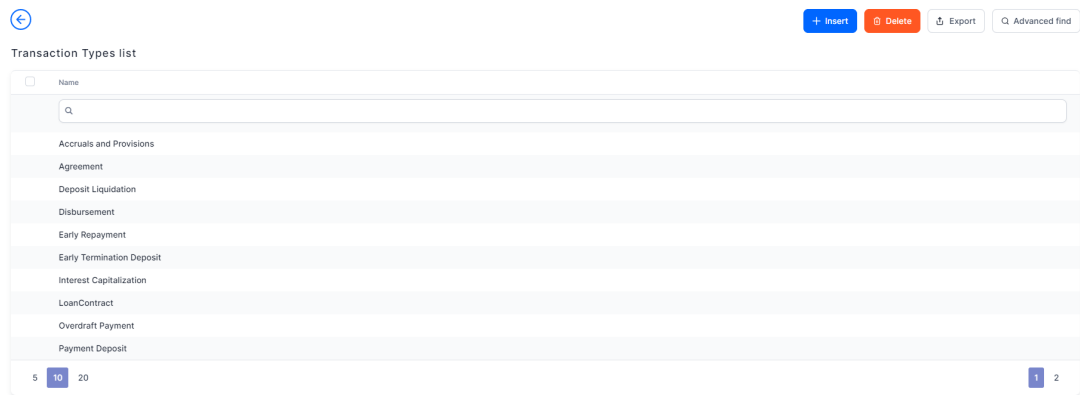 Insert Delete Export Advanced find
Transaction Types list
Name
Accruals and Provisions
Agreement
Deposit Liquidation
Disbursement
Early Repayment
Early Termination Deposit
Interest Capitalization
LoanContract
Overdraft Payment
Payment Deposit
5 10 20 1 2